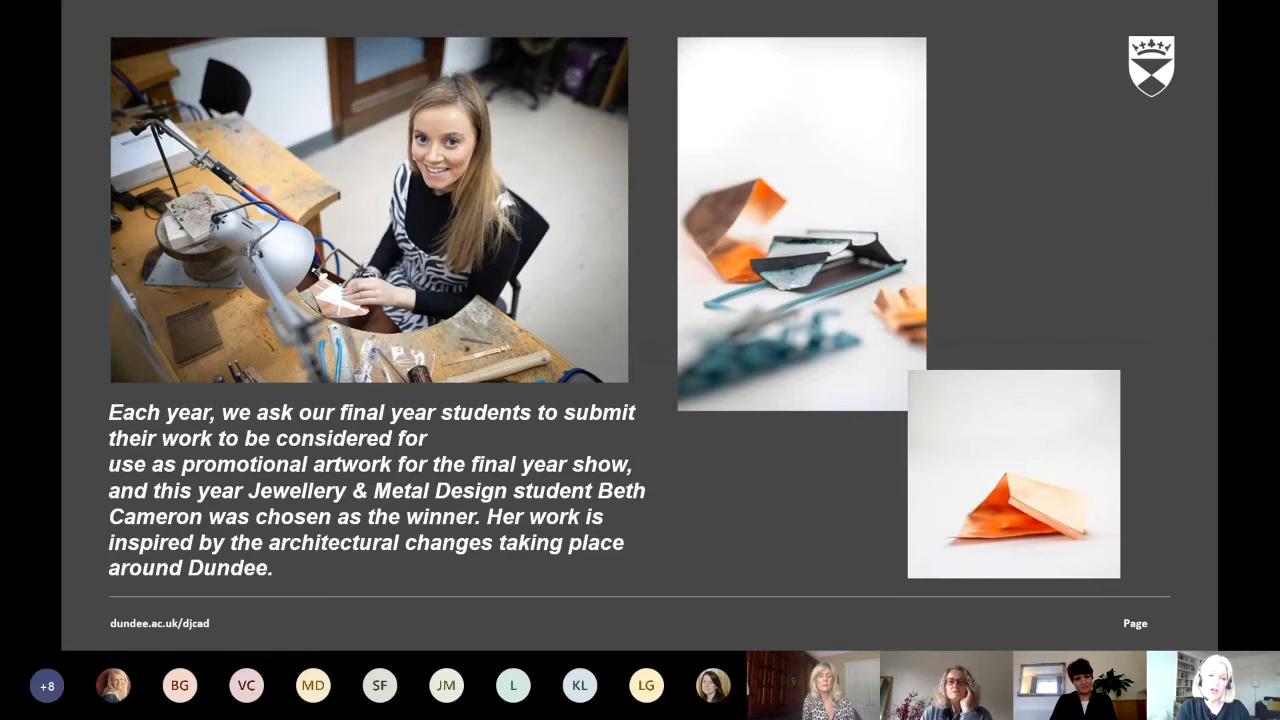 Each year, we ask our final year students to submit
their work to be considered for
use as promotional artwork for the final year show,
and this year Jewellery & Metal Design student Beth
Cameron was chosen as the winner. Her work is
inspired by the architectural changes taking place
around Dundee.
dundee.ac.uk/djcad
Page
+8
BG
VC
MD
SF
JM
L
KL
LG